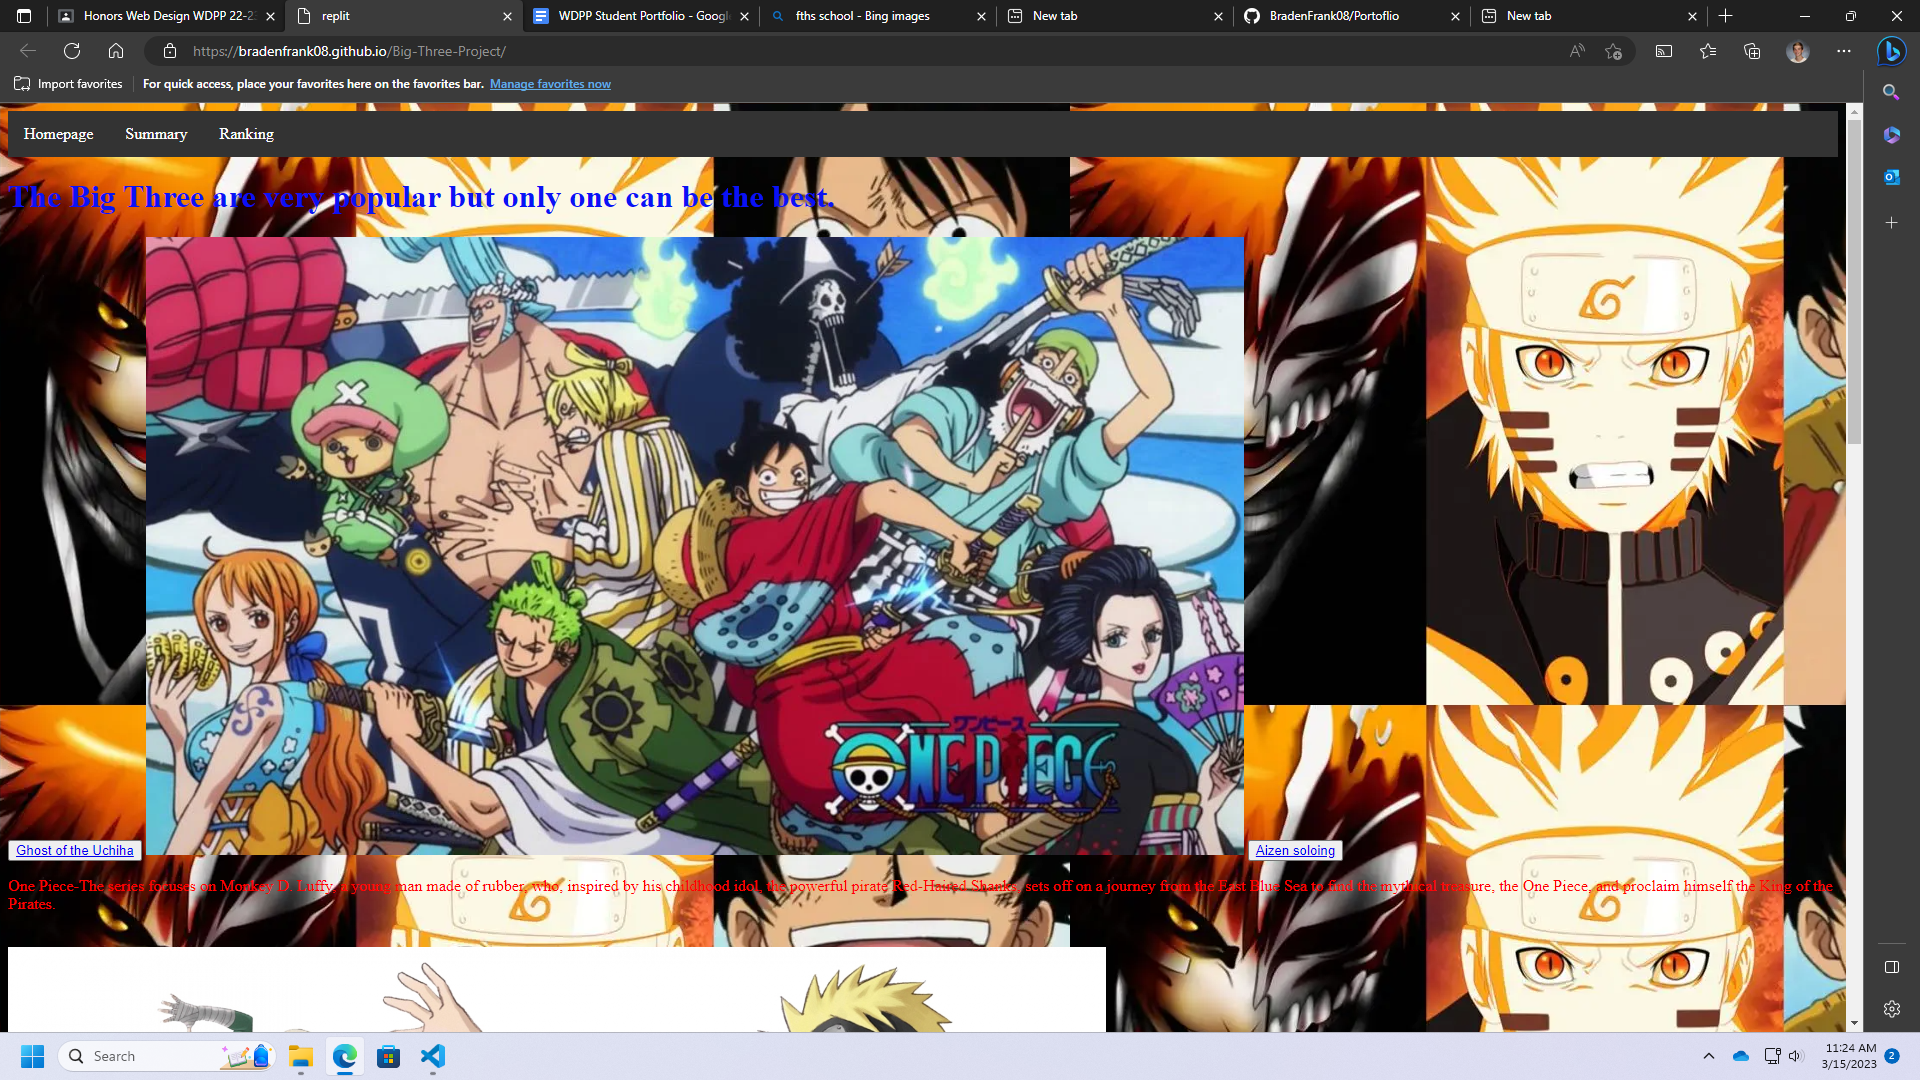 Honors Web Design WDPP 22-23
replit
WDPP Student Portfolio - Google
fths school - Bing images
New tab
BradenFrank08/Portoflio
New tab
https://bradenfrank08.github.io/Big-Three-Project/
Import favorites
For quick access, place your favorites here on the favorites bar. Manage favorites now
Homepage Summary Ranking
The Big Three are very popular but only one can be the best.
ワンピース
ONE PIECE
Ghost of the Uchiha
Aizen soloing
One Piece-The series focuses on Monkey D. Luffy, a young man made of rubber, who, inspired by his childhood idol, the powerful pirate Red-Haired Shanks, sets off on a journey from the East Blue Sea to find the mythical treasure, the One Piece, and proclaim himself the King of the
Pirates.
Search
11:24 AM
3/15/2023
2